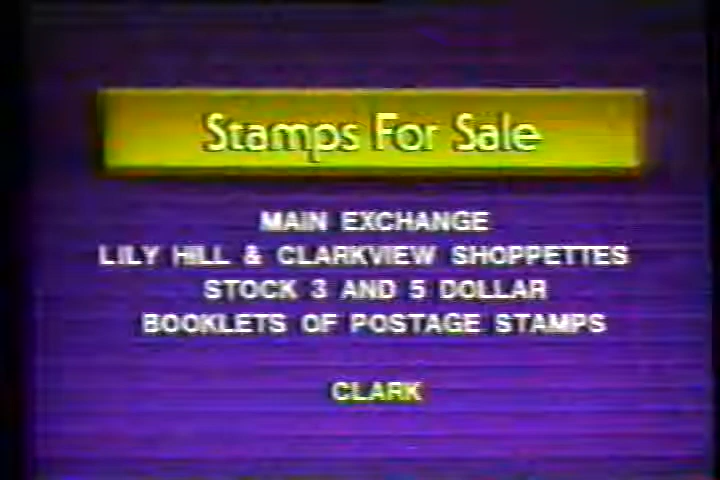 Stamps For Sale
MAIN EXCHANGE
LILY HILL & CLARKVIEW SHOPPETTES
STOCK 3 AND 5 DOLLAR
BOOKLETS OF POSTAGE STAMPS
CLARK